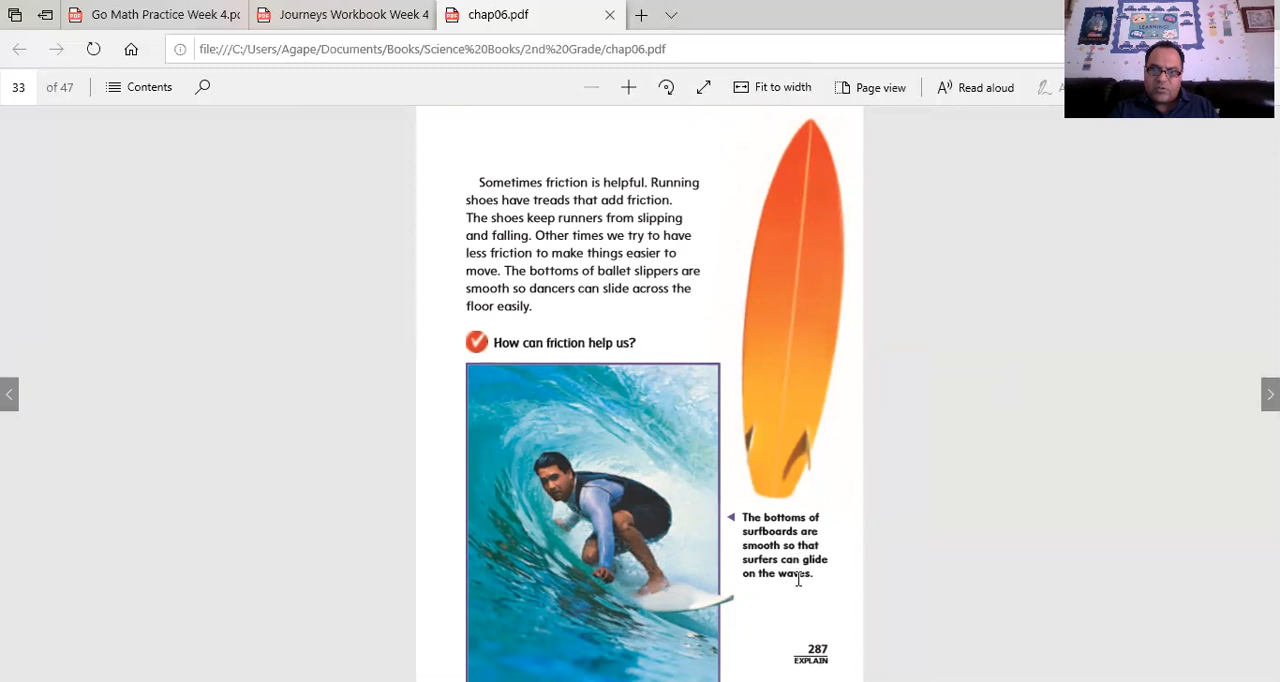 Go Math Practice Week 4.pc
Journeys Workbook Week 4
chap06.pdf
file:///C:/Users/Agape/Documents/Books/Science%20Books/2nd%20Grade/chap06.pdf
33 of 47
Contents
Fit to width
Page view
Read aloud
Sometimes friction is helpful. Running
shoes have treads that add friction.
The shoes keep runners from slipping
and falling. Other times we try to have
less friction to make things easier to
move. The bottoms of ballet slippers are
smooth so dancers can slide across the
floor easily.
How can friction help us?
The bottoms of
surfboards are
smooth so that
surfers can glide
on the waves.
287
EXPLAIN